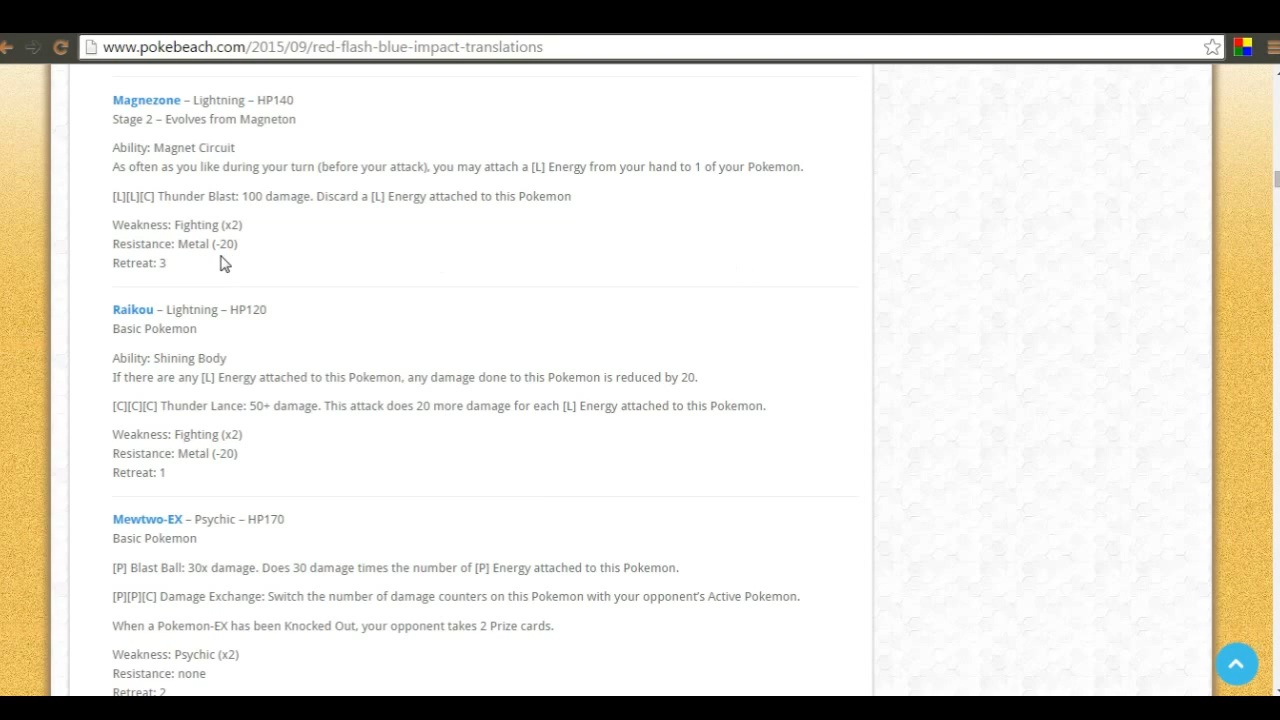 www.pokebeach.com/2015/09/red-flash-blue-impact-translations
Magnezone – Lightning – HP140
Stage 2 – Evolves from Magneton
Ability: Magnet Circuit
As often as you like during your turn (before your attack), you may attach a [L] Energy from your hand to 1 of your Pokemon.
[L][L][C] Thunder Blast: 100 damage. Discard a [L] Energy attached to this Pokemon
Weakness: Fighting (x2)
Resistance: Metal (-20)
Retreat: 3
Raikou – Lightning – HP120
Basic Pokemon
Ability: Shining Body
If there are any [L] Energy attached to this Pokemon, any damage done to this Pokemon is reduced by 20.
[C][C][C] Thunder Lance: 50+ damage. This attack does 20 more damage for each [L] Energy attached to this Pokemon.
Weakness: Fighting (x2)
Resistance: Metal (-20)
Retreat: 1
Mewtwo-EX – Psychic – HP170
Basic Pokemon
[P] Blast Ball: 30x damage. Does 30 damage times the number of [P] Energy attached to this Pokemon.
[P][P][C] Damage Exchange: Switch the number of damage counters on this Pokemon with your opponent's Active Pokemon.
When a Pokemon-EX has been Knocked Out, your opponent takes 2 Prize cards.
Weakness: Psychic (x2)
Resistance: none
Retreat: 2